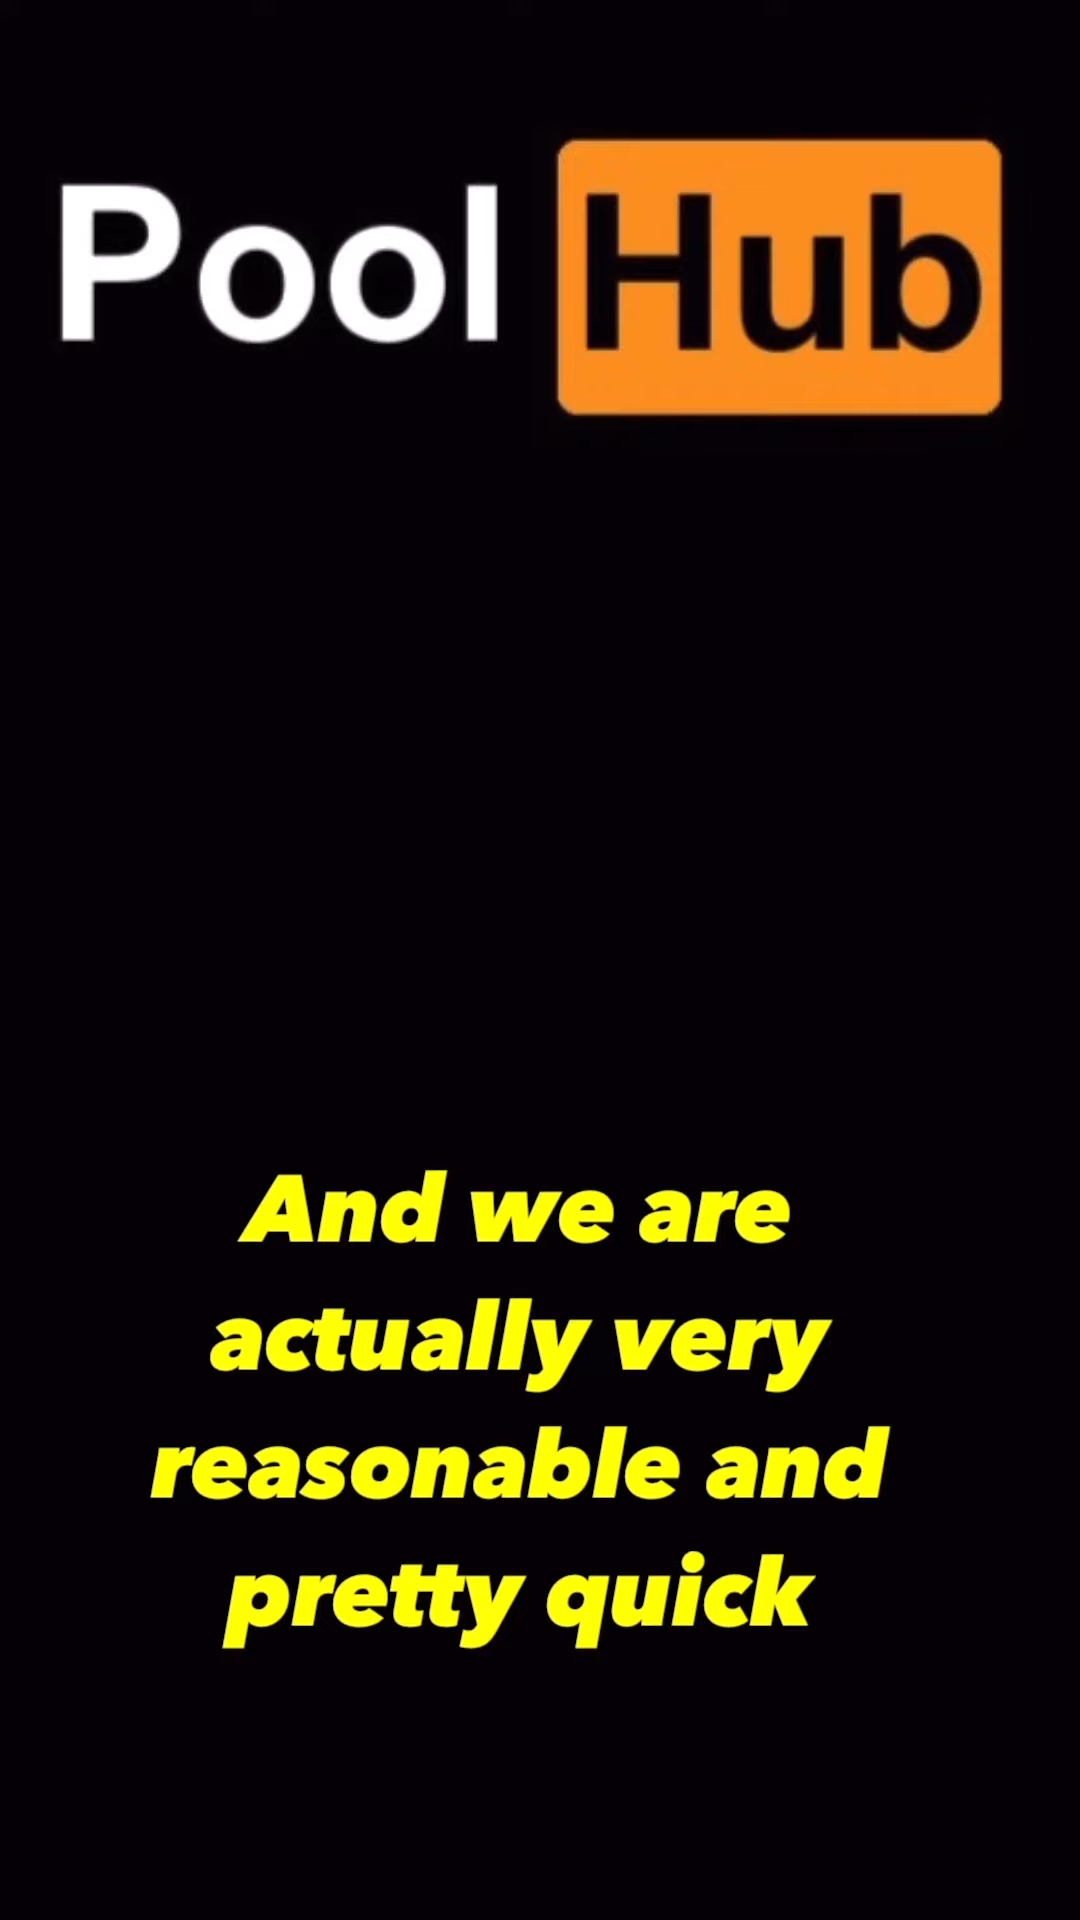 Pool Hub
And we are
actually very
reasonable and
pretty quick